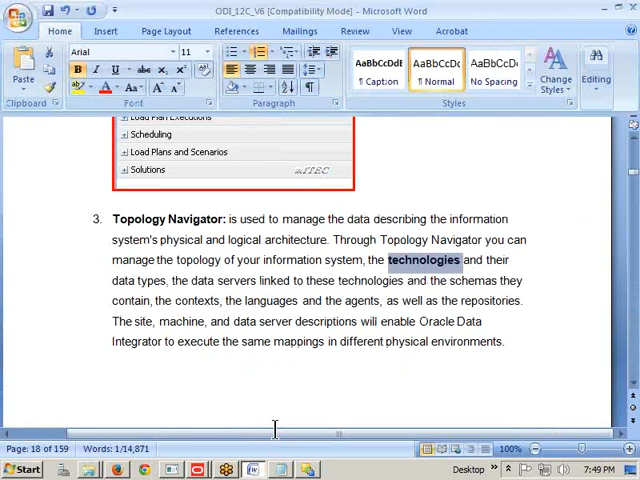 ODI_12C_V6 [Compatibility Mode] - Microsoft Word
Home Insert Page Layout References Mailings Review View Acrobat
Arial 11
Paste
B I U abc x₂ x²
A Aa A A
AaBbCcDdE AaBbCcDc AaBbCcDc
¶ Caption ¶ Normal No Spacing
Change Styles
Editing
Clipboard Font Paragraph Styles
Load Plan Executions
Scheduling
Load Plans and Scenarios
Solutions
3. Topology Navigator: is used to manage the data describing the information
system's physical and logical architecture. Through Topology Navigator you can
manage the topology of your information system, the technologies and their
data types, the data servers linked to these technologies and the schemas they
contain, the contexts, the languages and the agents, as well as the repositories.
The site, machine, and data server descriptions will enable Oracle Data
Integrator to execute the same mappings in different physical environments.
Page: 18 of 159 Words: 1/14,871 100%
Start Desktop 7:49 PM